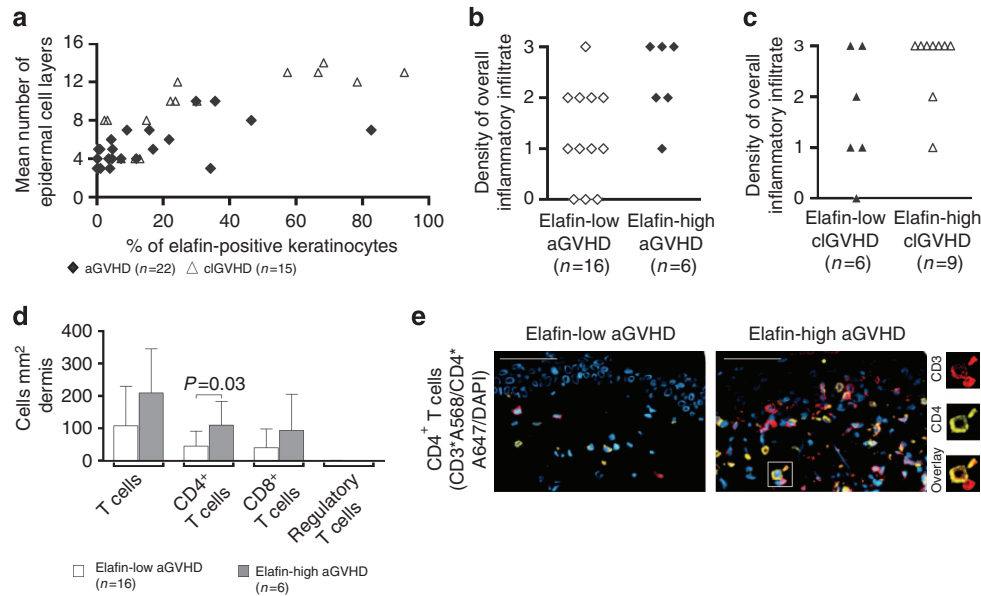 a
Mean number of
epidermal cell layers
16
12
8
4
0
0 20 40 60 80 100
% of elafin-positive keratinocytes
◆ aGVHD (n=22) △ clGVHD (n=15)
b
Density of overall
inflammatory infiltrate
3
2
1
0
Elafin-low Elafin-high
aGVHD aGVHD
(n=16) (n=6)
c
Density of overall
inflammatory infiltrate
3
2
1
0
Elafin-low Elafin-high
clGVHD clGVHD
(n=6) (n=9)
d
Cells mm²
dermis
400
300
200
100
0
P=0.03
T cells
CD4+
T cells
CD8+
T cells
Regulatory
T cells
Elafin-low aGVHD
(n=16)
Elafin-high aGVHD
(n=6)
e
Elafin-low aGVHD Elafin-high aGVHD
CD4+ T cells
(CD3*A568/CD4*
A647/DAPI)
CD3
CD4
Overlay